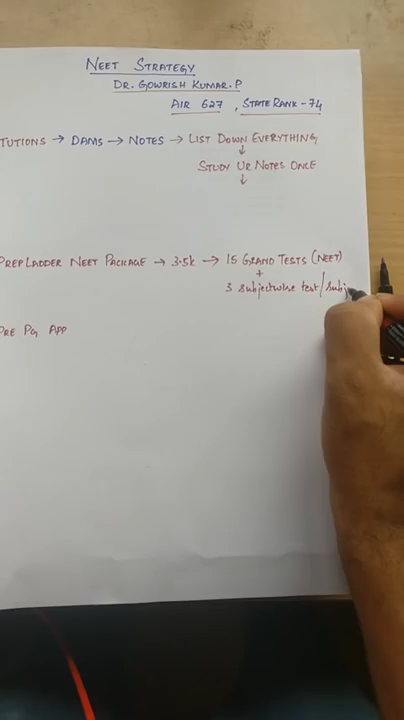 NEET STRATEGY
DR. GOWRISH KUMAR. P
AIR 627, STATE RANK - 74
TUTIONS → DAMS → NOTES → LIST DOWN EVERYTHING
↓
STUDY UR NOTES ONCE
↓
PREPLADDER NEET PACKAGE → 3.5k → 15 GRAND TESTS (NEET)
+
3 subjectwise test/subj
PRE PG APP